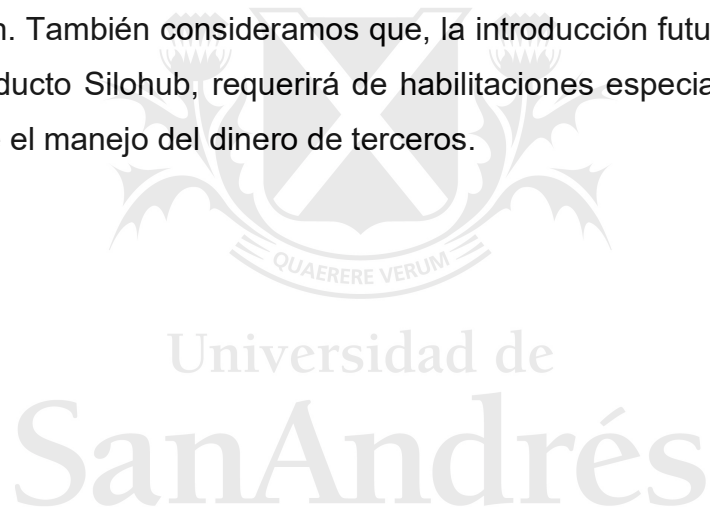 n. También consideramos que, la introducción futu
ducto Silohub, requerirá de habilitaciones especia
el manejo del dinero de terceros.
QUAERERE VERUM
Universidad de
SanAndrés